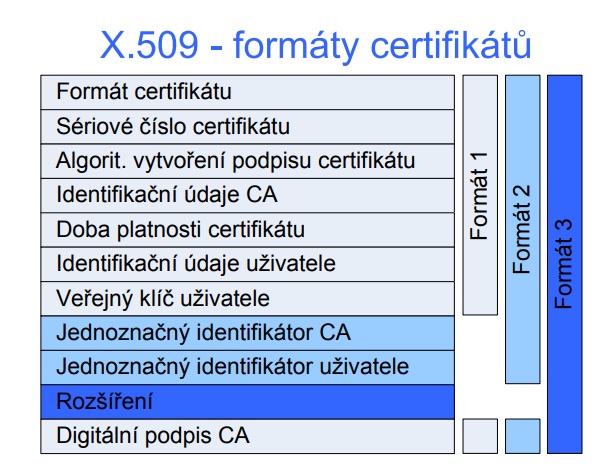 X.509 - formáty certifikátů
Formát certifikátu
Sériové číslo certifikátu
Algorit. vytvoření podpisu certifikátu
Identifikační údaje CA
Doba platnosti certifikátu
Identifikační údaje uživatele
Veřejný klíč uživatele
Jednoznačný identifikátor CA
Jednoznačný identifikátor uživatele
Rozšíření
Digitální podpis CA
Formát 1
Formát 2
Formát 3